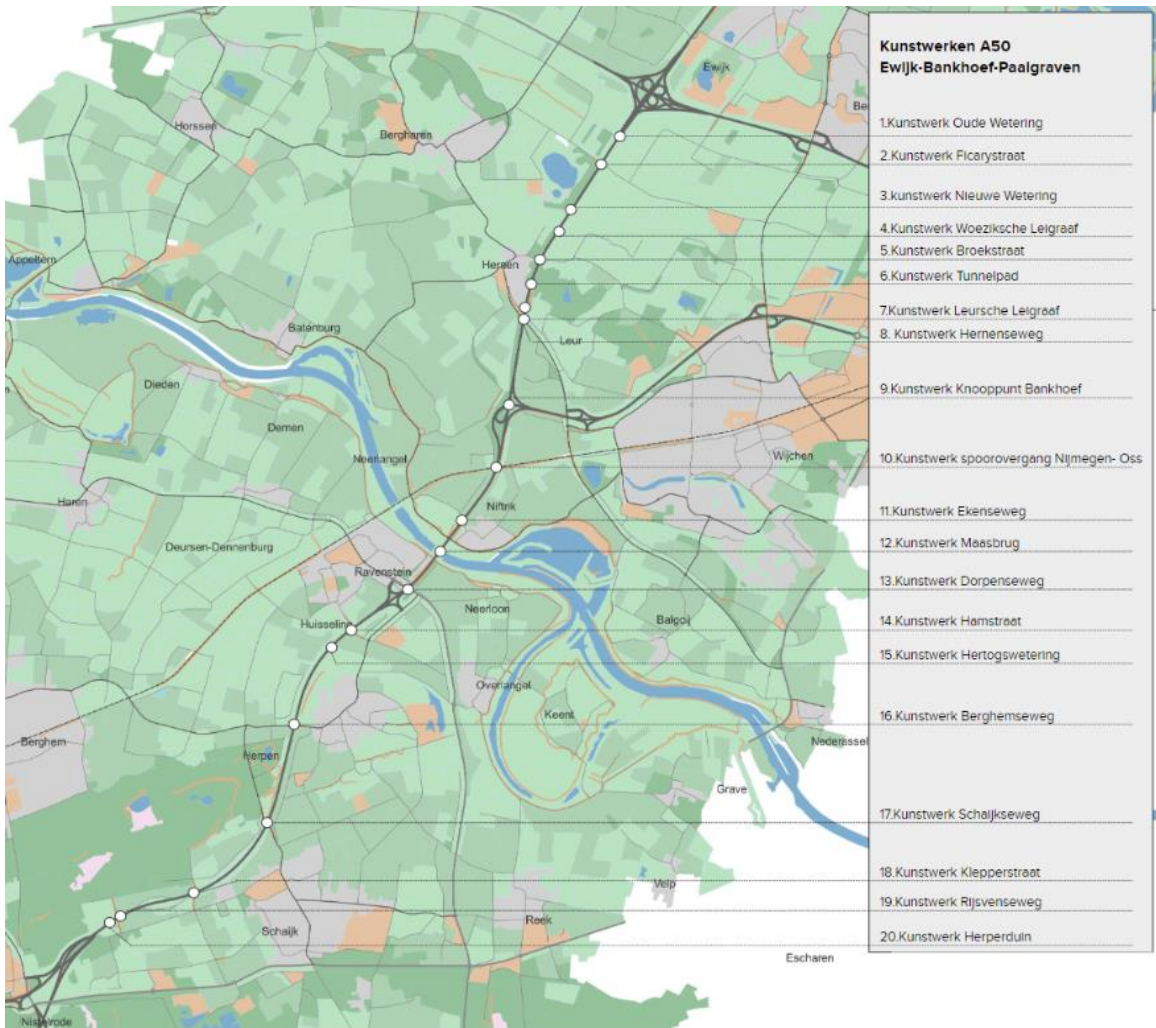 Kunstwerken A50
Ewijk-Bankhoef-Paalgraven
1.Kunstwerk Oude Wetering
2.Kunstwerk Ficarystraat
3.kunstwerk Nieuwe Wetering
4.Kunstwerk Woeziksche Leigraaf
5.Kunstwerk Broekstraat
6.Kunstwerk Tunnelpad
7.Kunstwerk Leursche Leigraaf
8. Kunstwerk Hernenseweg
9.Kunstwerk Knooppunt Bankhoef
10.Kunstwerk spoorovergang Nijmegen- Oss
11.Kunstwerk Ekenseweg
12.Kunstwerk Maasbrug
13.Kunstwerk Dorpenseweg
14.Kunstwerk Hamstraat
15.Kunstwerk Hertogswetering
16.Kunstwerk Berghemseweg
17.Kunstwerk Schaijkseweg
18.Kunstwerk Klepperstraat
19.Kunstwerk Rijsvenseweg
20.Kunstwerk Herperduin
Ewijk
Horssen
Bergharen
Appeltern
Hernen
Batenburg
Leur
Dieden
Demen
Neerlangel
Wijchen
Haren
Niftrik
Deursen-Dennenburg
Ravenstein
Neerloon
Huisseling
Balgoij
Overlangel
Keent
Berghem
Nederassel
Herpen
Grave
Velp
Schaijk
Reek
Escharen
Nistelrode